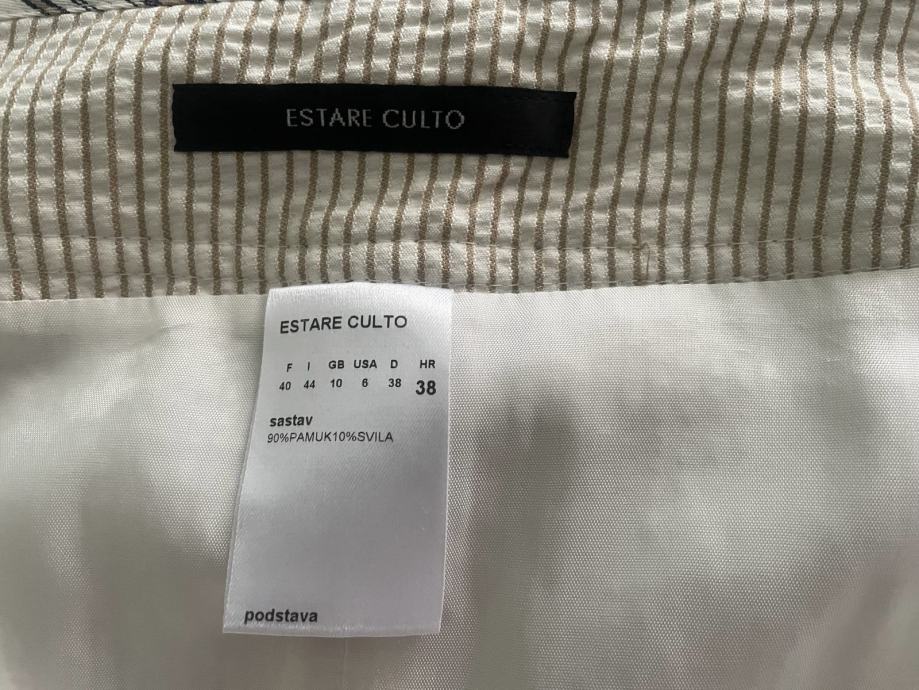 ESTARE CULTO
ESTARE CULTO
F I GB USA D HR
40 44 10 6 38 38
sastav
90%PAMUK10%SVILA
podstava